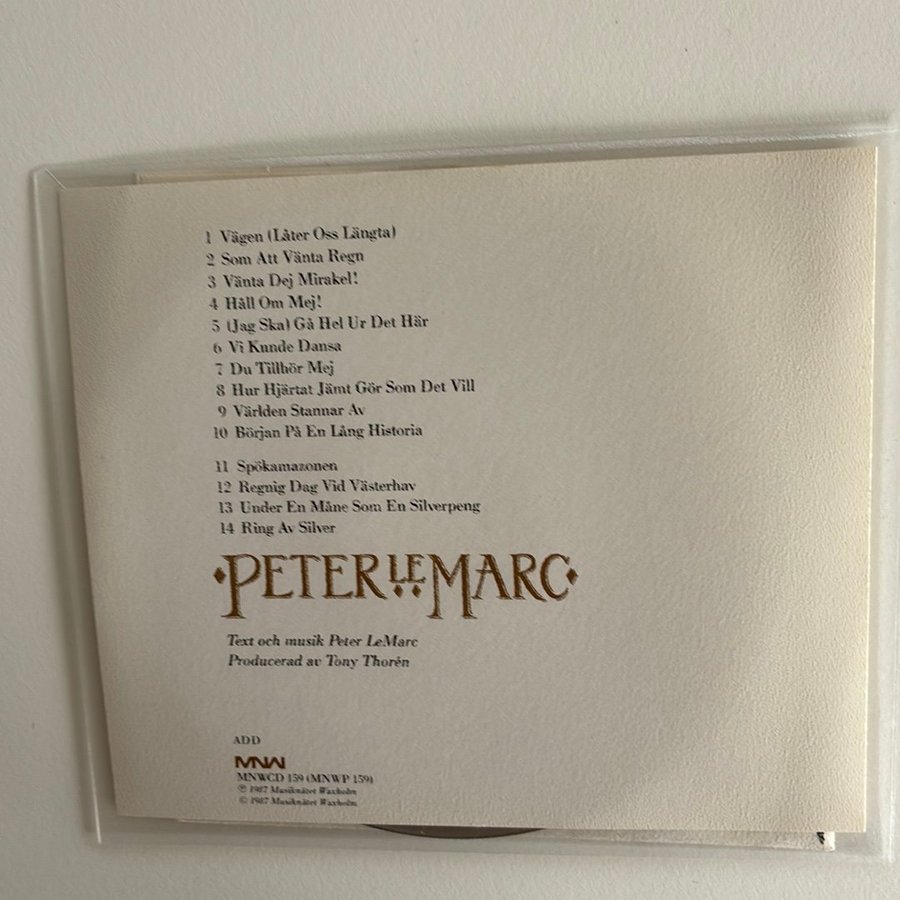 1 Vägen (Låter Oss Längta)
2 Som Att Vänta Regn
3 Vänta Dej Mirakel!
4 Håll Om Mej!
5 (Jag Ska) Gå Hel Ur Det Här
6 Vi Kunde Dansa
7 Du Tillhör Mej
8 Hur Hjärtat Jämt Gör Som Det Vill
9 Världen Stannar Av
10 Början På En Lång Historia
11 Spökamazonen
12 Regnig Dag Vid Västerhav
13 Under En Måne Som En Silverpeng
14 Ring Av Silver
PETER LE MARC
Text och musik Peter LeMarc
Producerad av Tony Thorén
ADD
MNW
MNWCD 159 (MNWP 159)
℗ 1987 Musiknätet Waxholm
© 1987 Musiknätet Waxholm